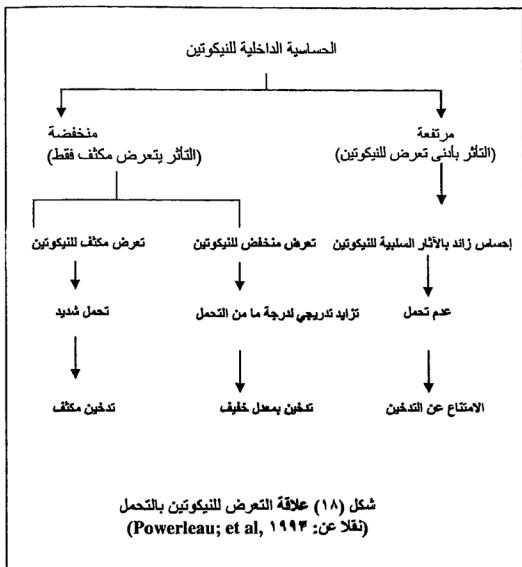 الحساسية الداخلية للنيكوتين
مرتفعة
(التأثر بأدنى تعرض للنيكوتين)
منخفضة
(التأثر يتعرض مكثف فقط)
إحساس زائد بالآثار السلبية للنيكوتين
تعرض منخفض للنيكوتين
تعرض مكثف للنيكوتين
عدم تحمل
تزايد تدريجي لدرجة ما من التحمل
تحمل شديد
الامتناع عن التدخين
تدخين بمعدل خفيف
تدخين مكثف
شكل (١٨) علاقة التعرض للنيكوتين بالتحمل
(نقلا عن: Powerleau; et al, ١٩٩٣)